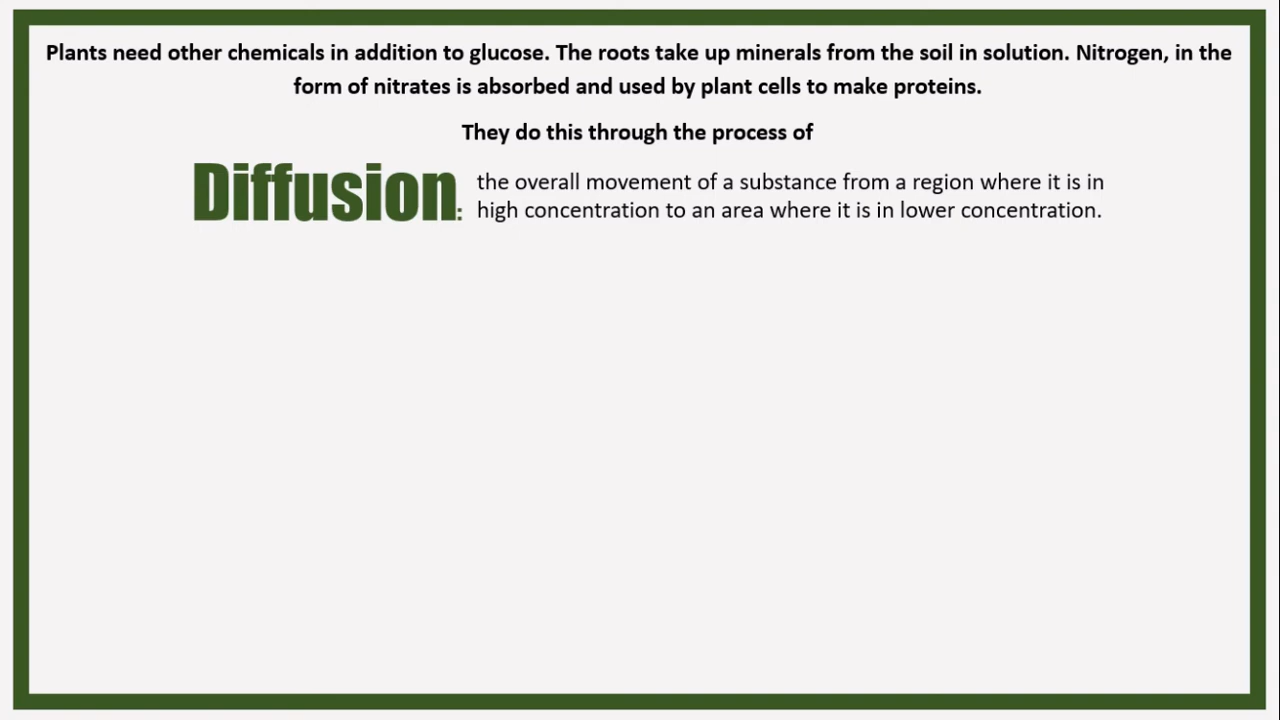 Plants need other chemicals in addition to glucose. The roots take up minerals from the soil in solution. Nitrogen, in the
form of nitrates is absorbed and used by plant cells to make proteins.
They do this through the process of
Diffusion: the overall movement of a substance from a region where it is in
high concentration to an area where it is in lower concentration.